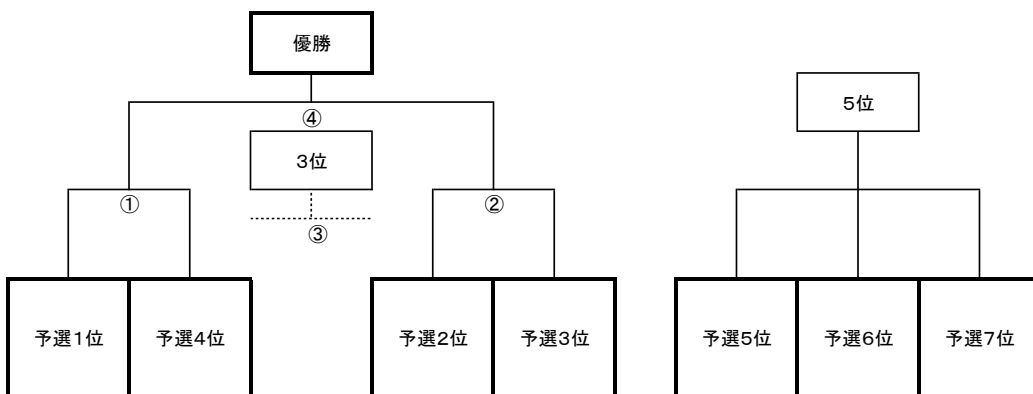 優勝
④
5位
3位
①
②
③
予選1位
予選4位
予選2位
予選3位
予選5位
予選6位
予選7位